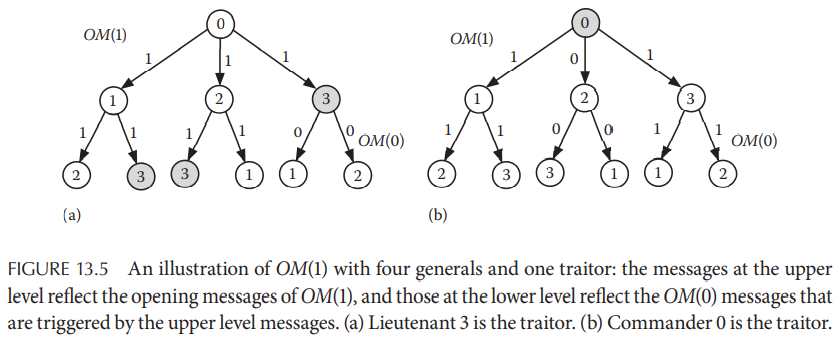 0 0
OM(1) OM(1)
1 1 1 1 0 1
1 2 3 1 2 3
1 1 1 1 0 0 OM(0) 1 1 0 0 1 1 OM(0)
2 3 3 1 1 2 2 3 3 1 1 2
(a) (b)
FIGURE 13.5 An illustration of OM(1) with four generals and one traitor: the messages at the upper
level reflect the opening messages of OM(1), and those at the lower level reflect the OM(0) messages that
are triggered by the upper level messages. (a) Lieutenant 3 is the traitor. (b) Commander 0 is the traitor.